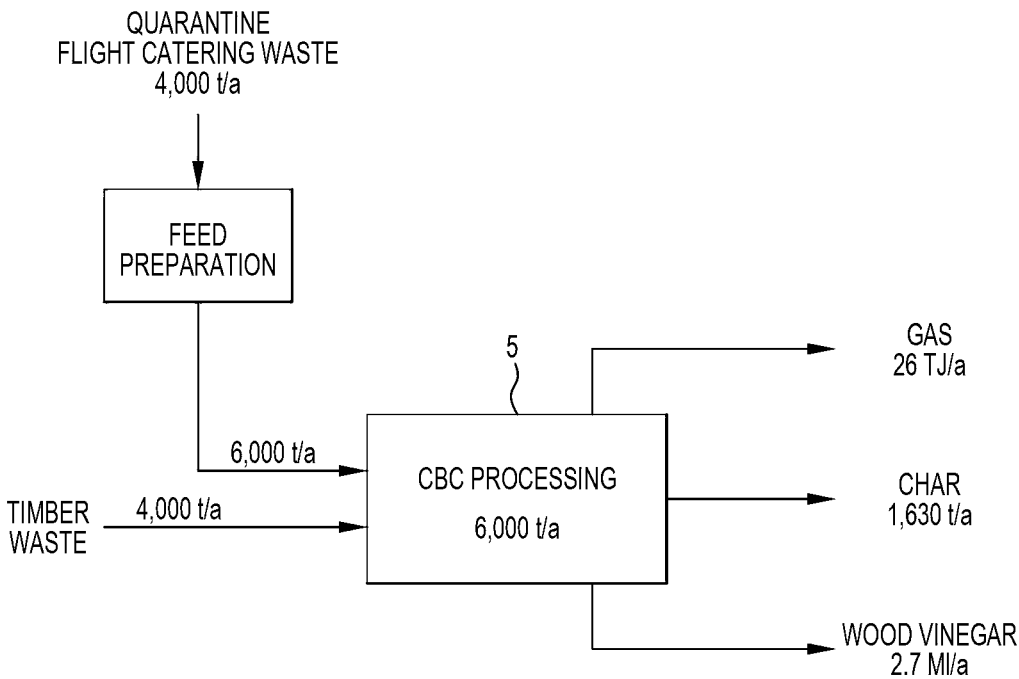 QUARANTINE
FLIGHT CATERING WASTE
4,000 t/a
FEED
PREPARATION
5
GAS
26 TJ/a
6,000 t/a
CBC PROCESSING
6,000 t/a
CHAR
1,630 t/a
TIMBER
WASTE
4,000 t/a
WOOD VINEGAR
2.7 Ml/a